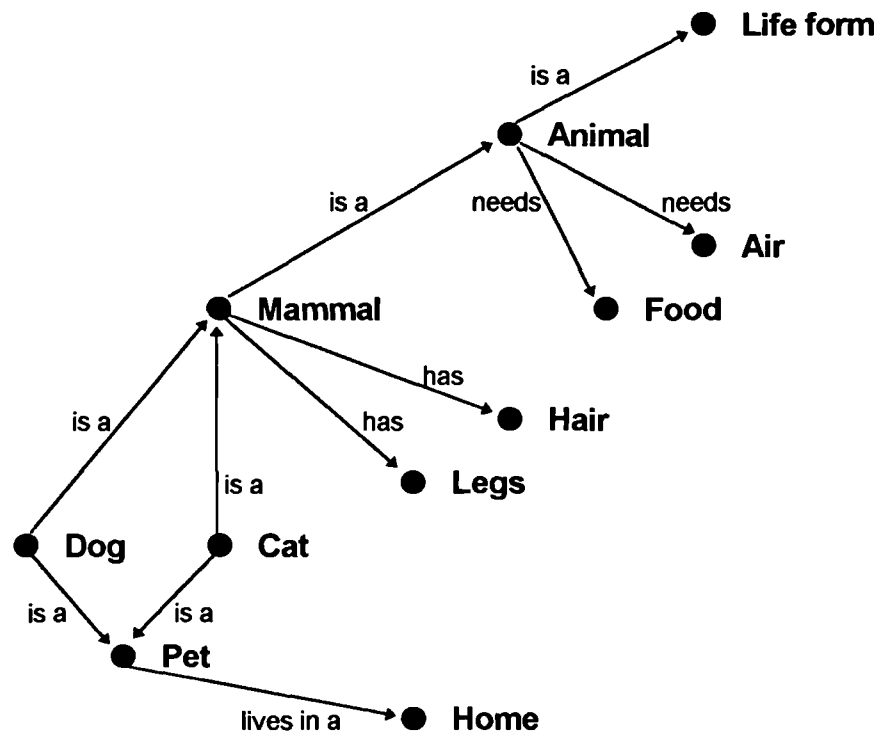 Life form
is a
Animal
is a
needs
needs
Air
Mammal
Food
has
Hair
is a
has
Legs
is a
Dog
Cat
is a
is a
Pet
lives in a
Home